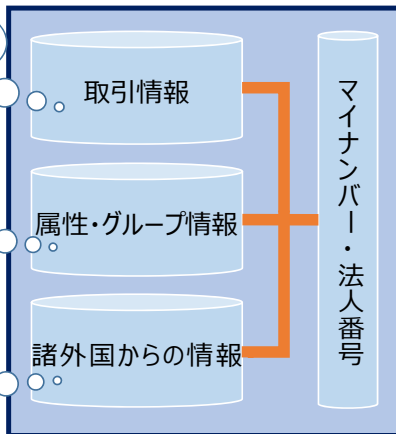 取引情報
属性・グループ情報
諸外国からの情報
マイナンバー・法人番号